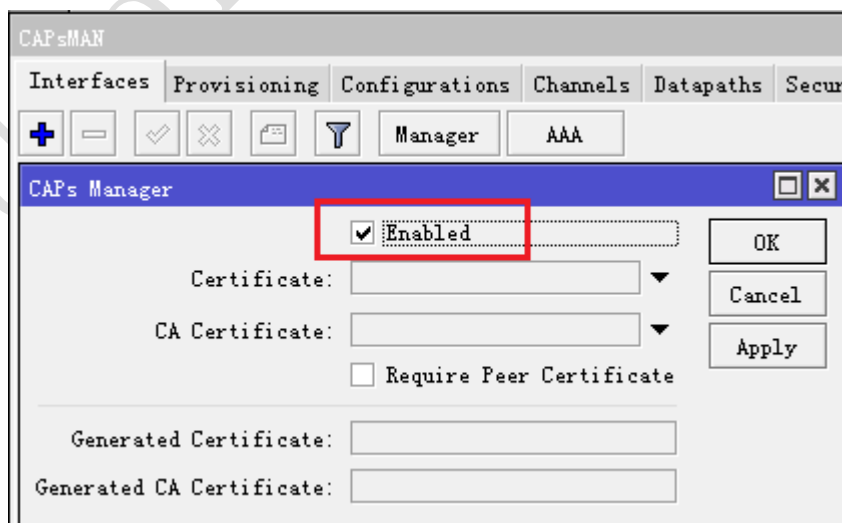 CAPsMAN
Interfaces Provisioning Configurations Channels Datapaths Secur
Manager AAA
CAPs Manager
Enabled
OK
Certificate:
Cancel
CA Certificate:
Apply
Require Peer Certificate
Generated Certificate:
Generated CA Certificate: